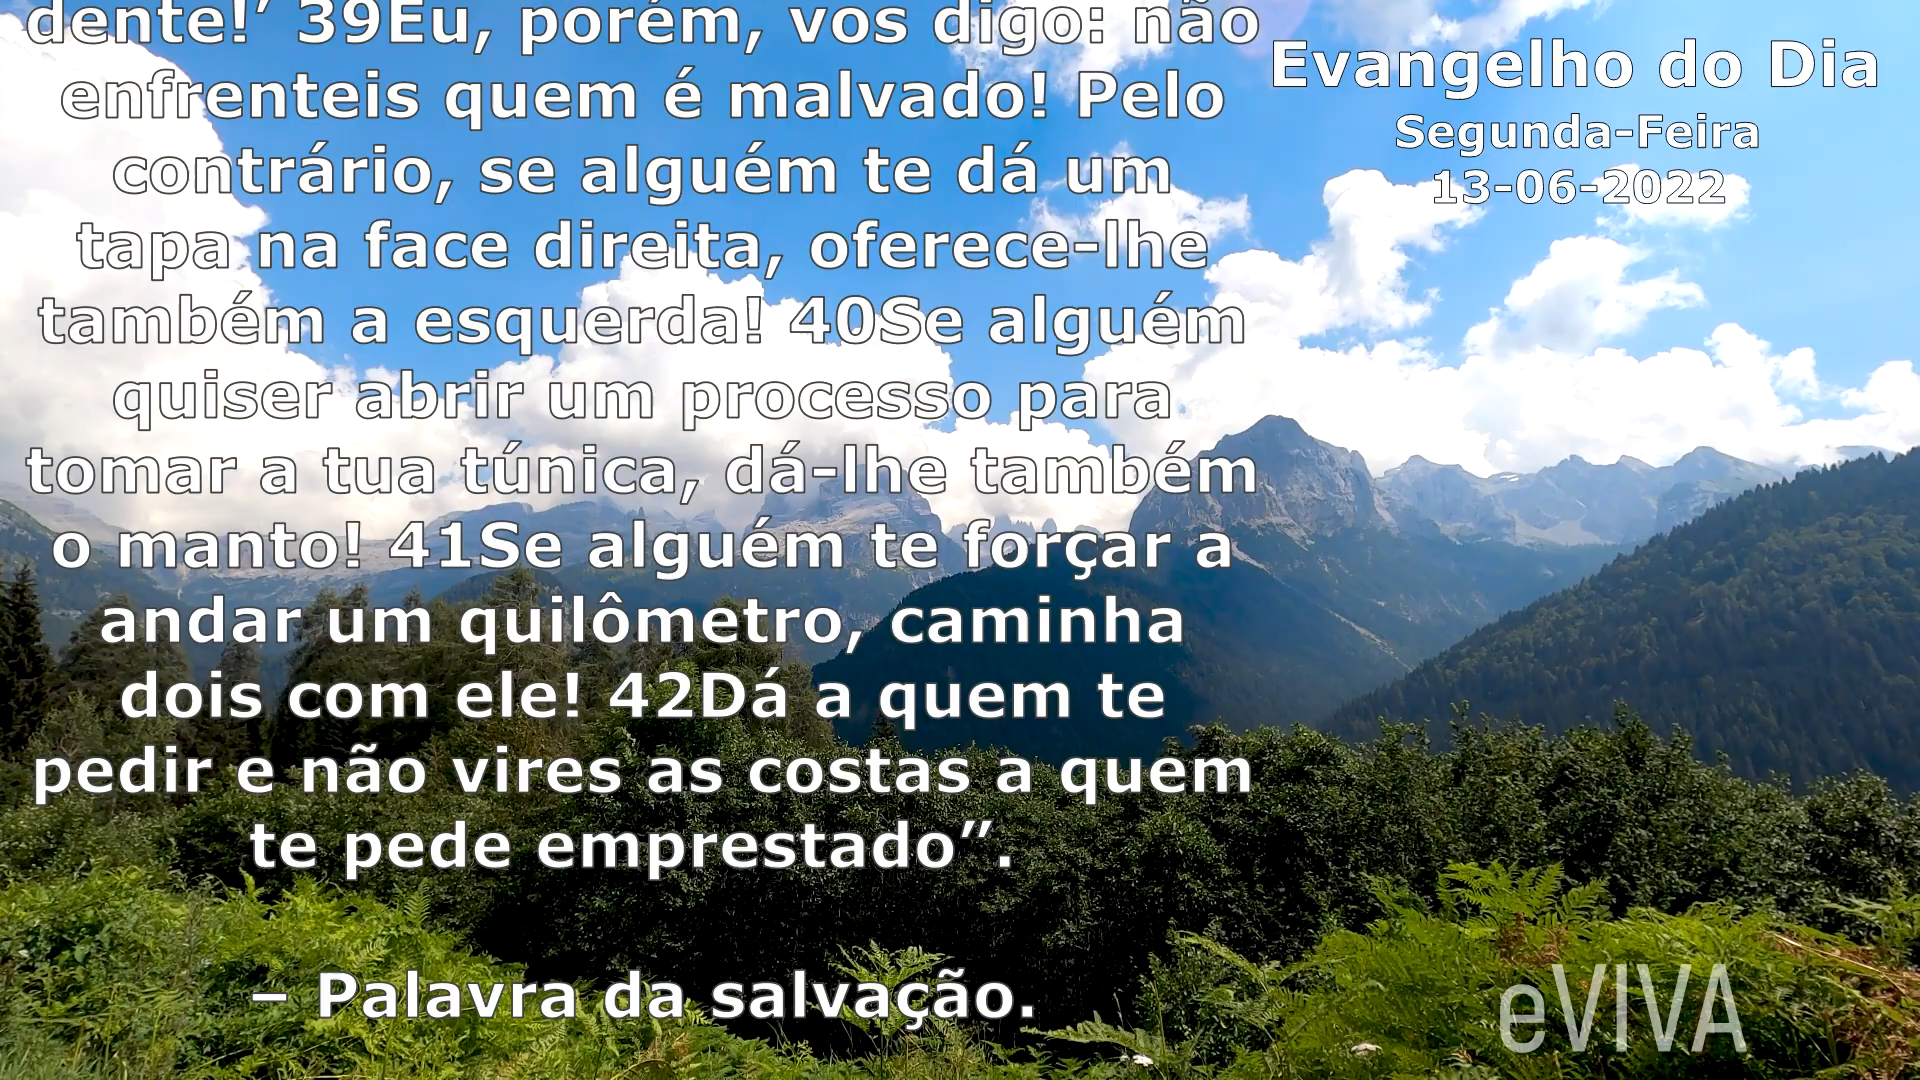 dente!’ 39Eu, porém, vos digo: não
enfrenteis quem é malvado! Pelo
contrário, se alguém te dá um
tapa na face direita, oferece-lhe
também a esquerda! 40Se alguém
quiser abrir um processo para
tomar a tua túnica, dá-lhe também
o manto! 41Se alguém te forçar a
andar um quilômetro, caminha
dois com ele! 42Dá a quem te
pedir e não vires as costas a quem
te pede emprestado”.
– Palavra da salvação.
Evangelho do Dia
Segunda-Feira
13-06-2022
eVIVA